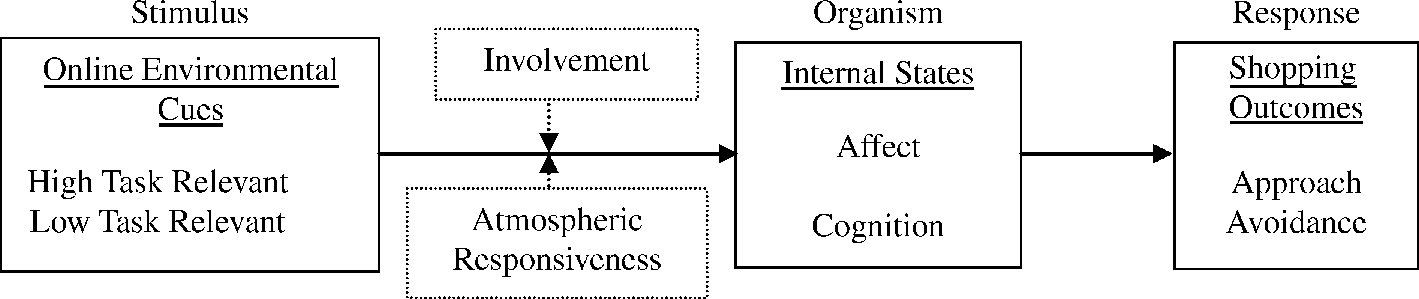 Stimulus
Online Environmental
Cues
High Task Relevant
Low Task Relevant
Involvement
Atmospheric
Responsiveness
Organism
Internal States
Affect
Cognition
Response
Shopping
Outcomes
Approach
Avoidance